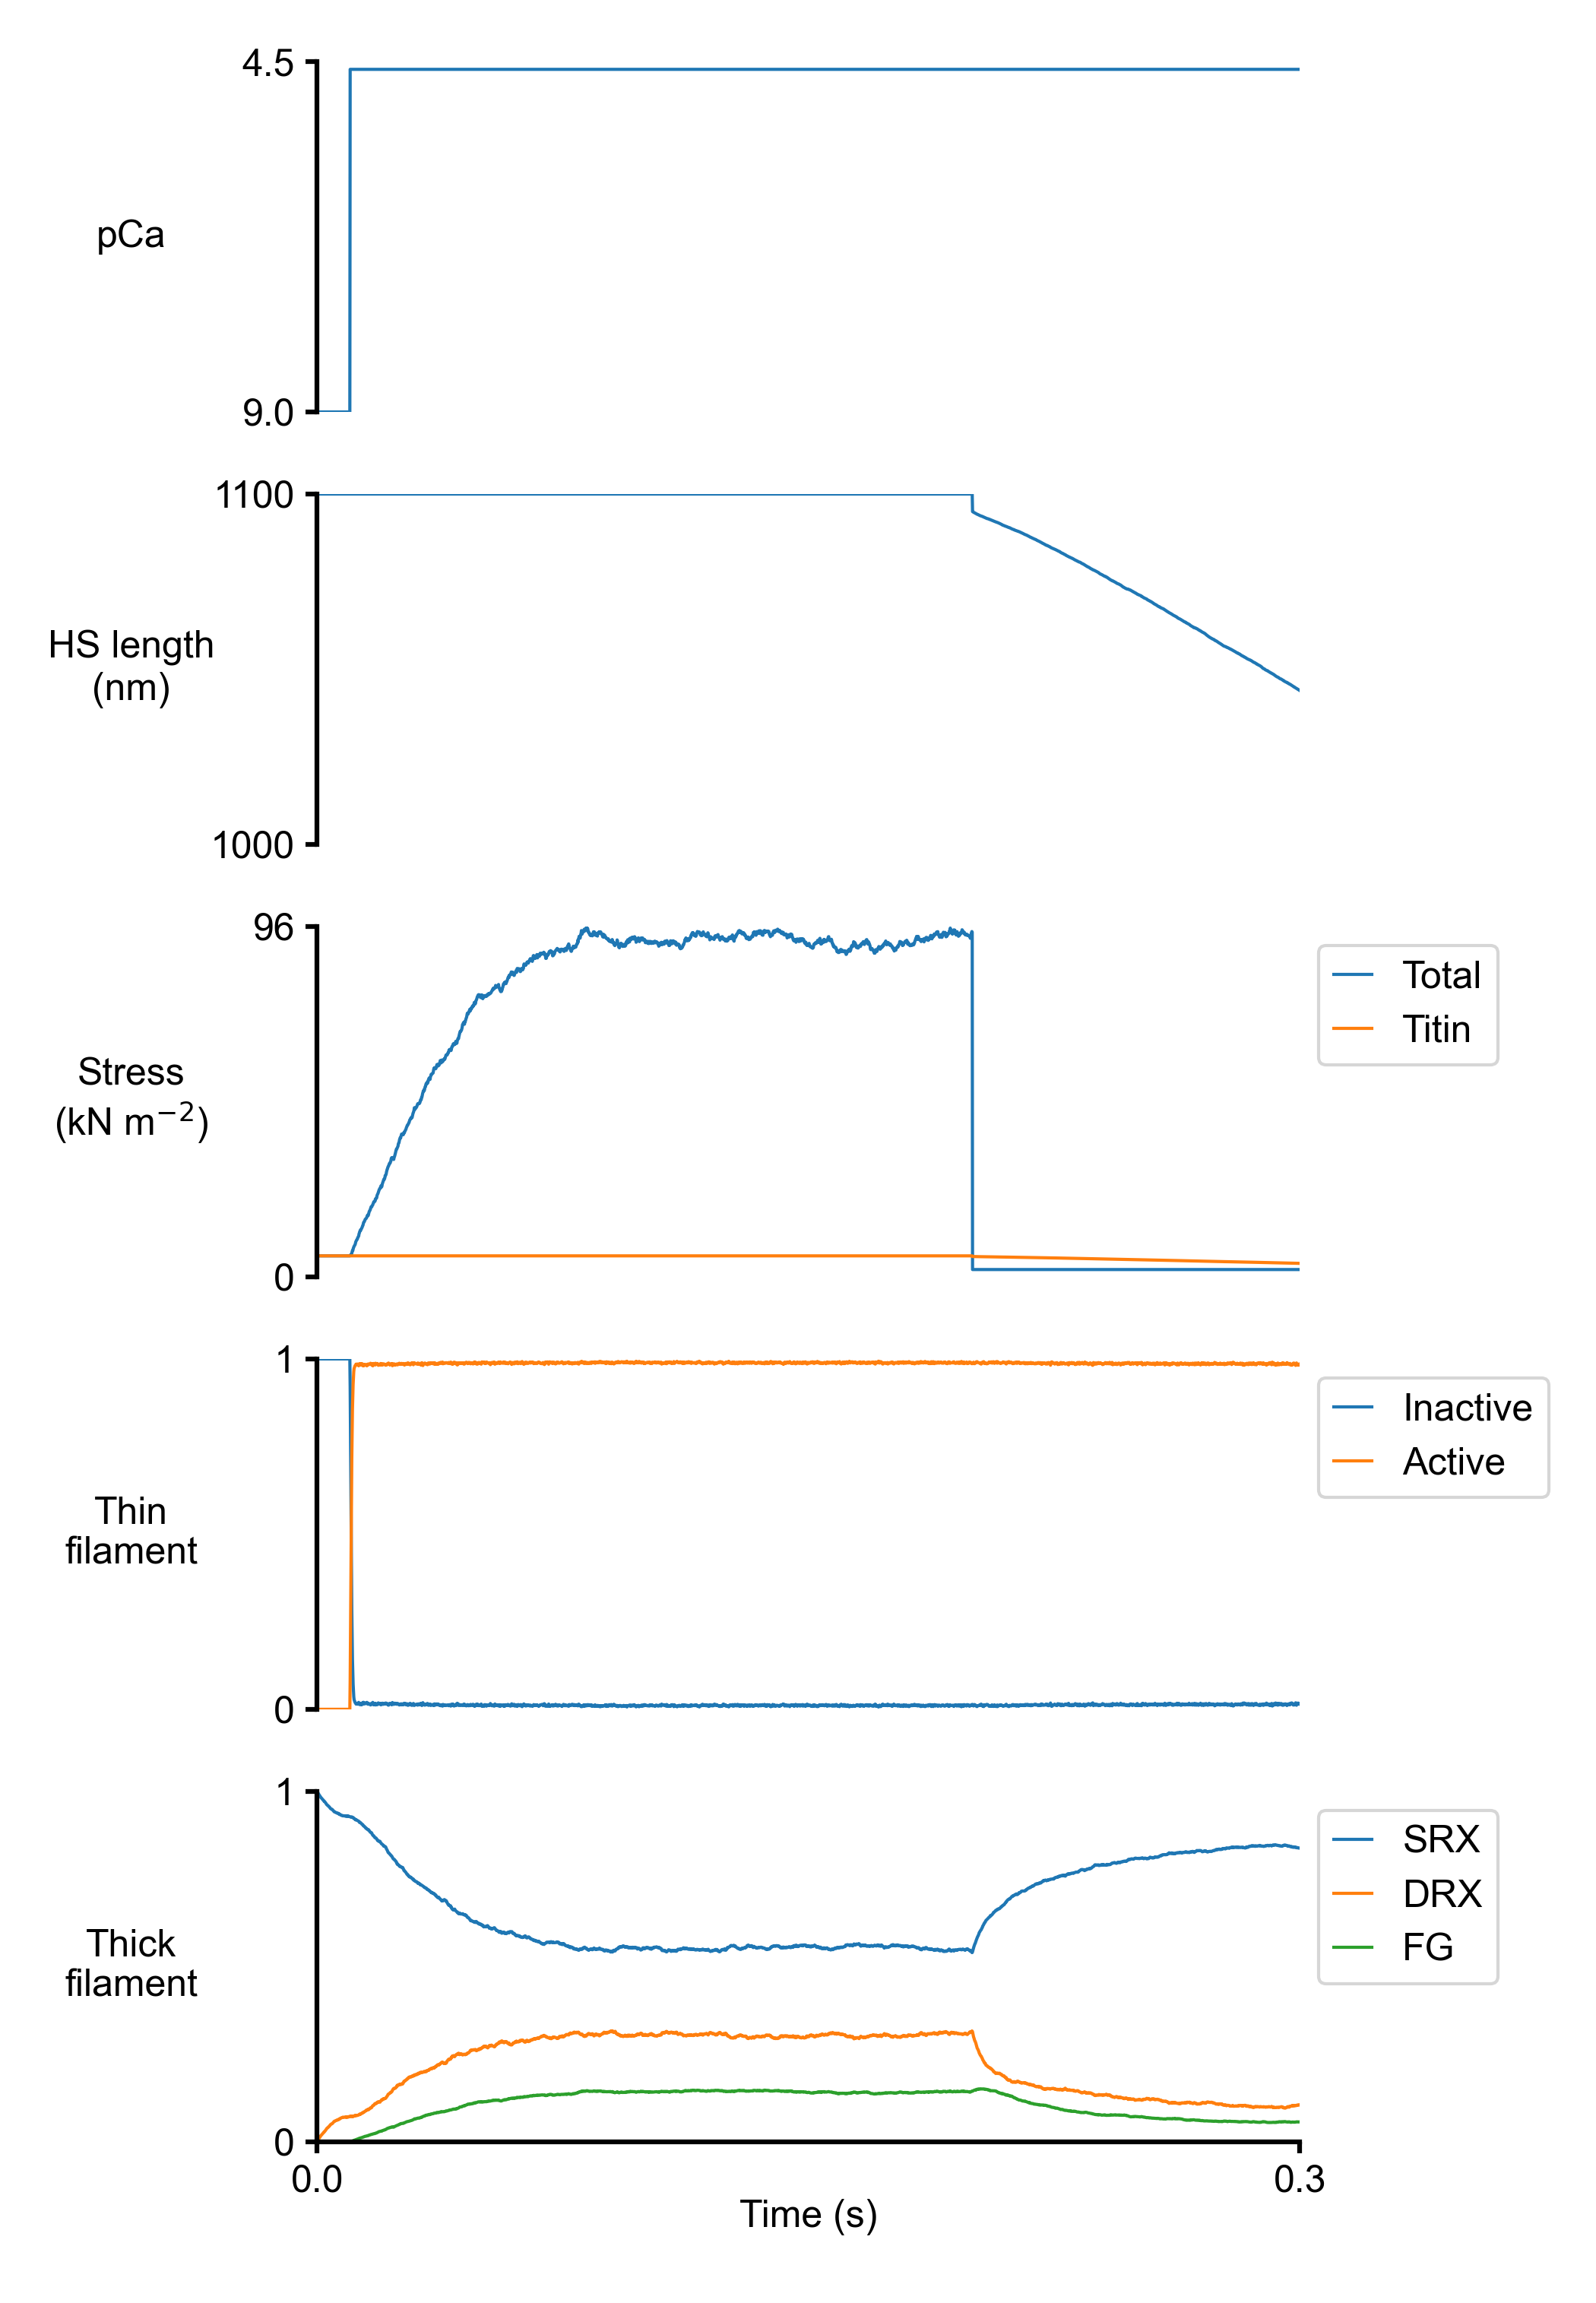 4.5
pCa
9.0
1100
HS length
(nm)
1000
96
Total
Titin
Stress
(kN m⁻²)
0
1
Inactive
Active
Thin
filament
0
1
SRX
DRX
FG
Thick
filament
0
0.0
0.3
Time (s)